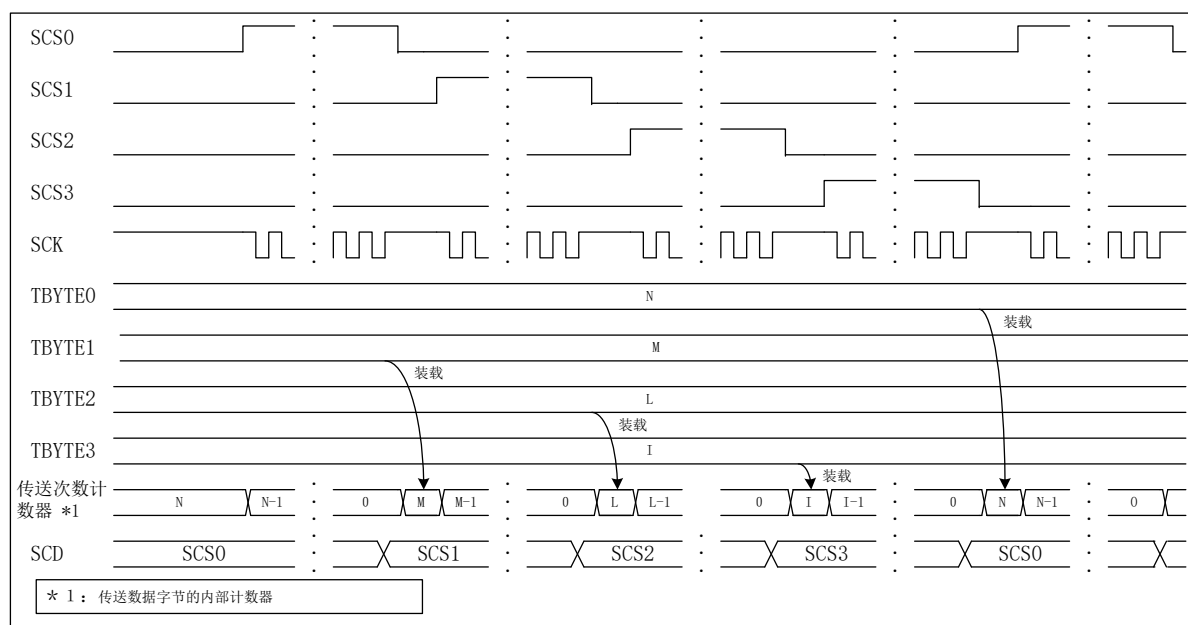 SCS0
SCS1
SCS2
SCS3
SCK
TBYTE0
N
装载
TBYTE1
M
装载
TBYTE2
L
装载
TBYTE3
I
装载
传送次数计
数器 *1
N N-1 0 M M-1 0 L L-1 0 I I-1 0 N N-1 0
SCD SCS0 SCS1 SCS2 SCS3 SCS0
* 1： 传送数据字节的内部计数器